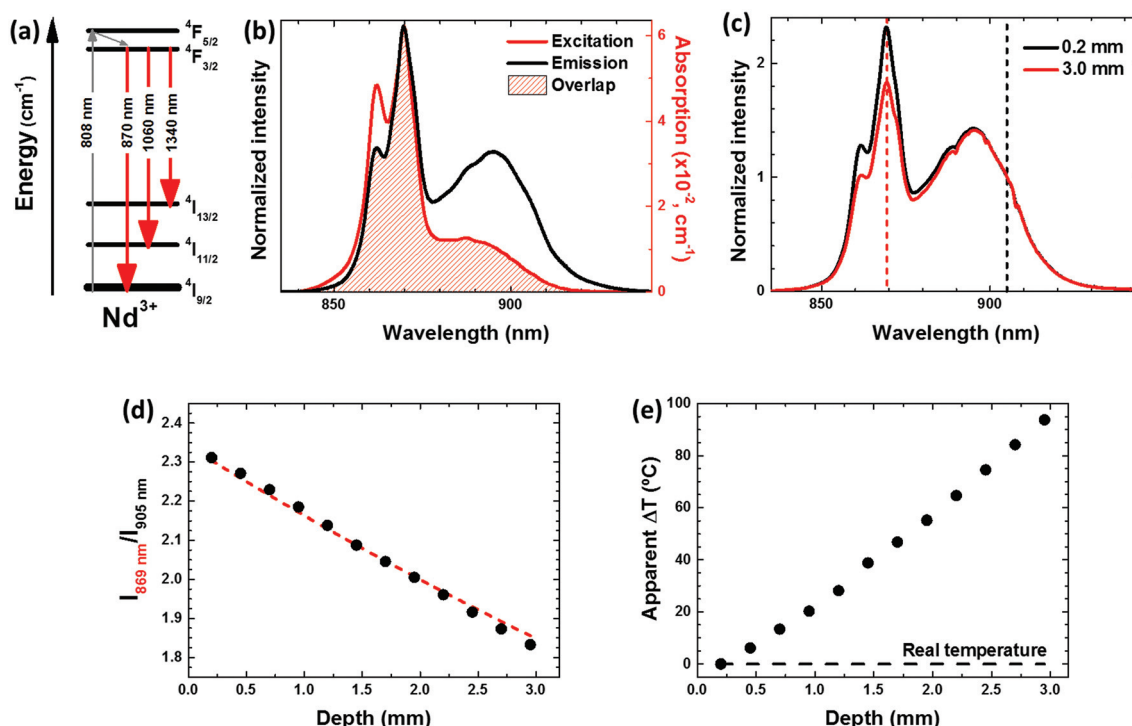 (a)
Energy (cm⁻¹)
⁴F₅/₂
⁴F₃/₂
808 nm
870 nm
1060 nm
1340 nm
⁴I₁₃/₂
⁴I₁₁/₂
⁴I₉/₂
Nd³⁺
(b)
Normalized intensity
Excitation
Emission
Overlap
6
4
2
0
Absorption (x10⁻², cm⁻¹)
850 900
Wavelength (nm)
(c)
Normalized intensity
0.2 mm
3.0 mm
2
1
0
850 900
Wavelength (nm)
(d)
I₈₆₉ ₙₘ/I₉₀₅ ₙₘ
2.4
2.3
2.2
2.1
2.0
1.9
1.8
0.0 0.5 1.0 1.5 2.0 2.5 3.0
Depth (mm)
(e)
Apparent ΔT (ºC)
100
80
60
40
20
0
Real temperature
0.0 0.5 1.0 1.5 2.0 2.5 3.0
Depth (mm)